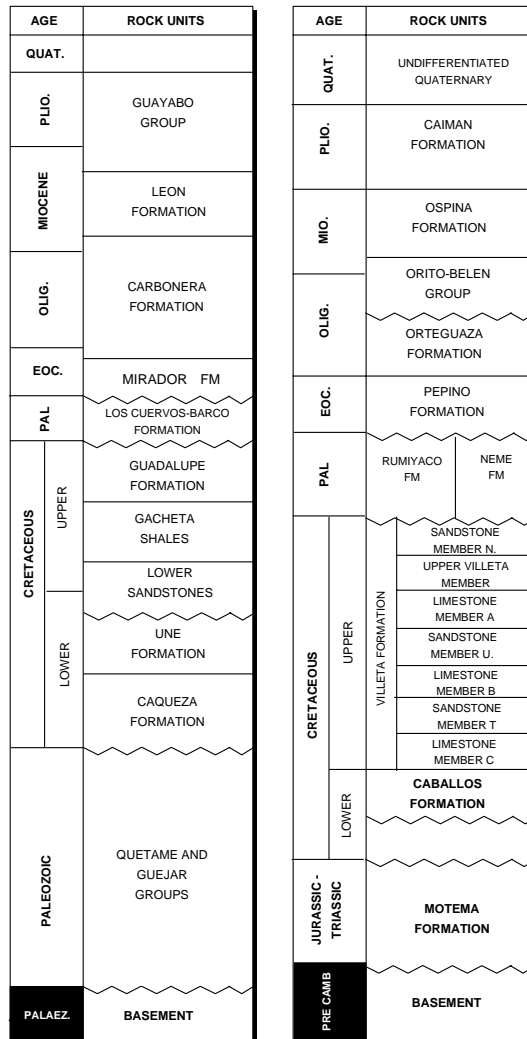 AGE
ROCK UNITS
QUAT.
PLIO.
GUAYABO
GROUP
MIOCENE
LEON
FORMATION
OLIG.
CARBONERA
FORMATION
EOC.
MIRADOR FM
PAL
LOS CUERVOS-BARCO
FORMATION
CRETACEOUS
UPPER
GUADALUPE
FORMATION
GACHETA
SHALES
LOWER
SANDSTONES
LOWER
UNE
FORMATION
CAQUEZA
FORMATION
PALEOZOIC
QUETAME AND
GUEJAR
GROUPS
PALAEZ.
BASEMENT
AGE
ROCK UNITS
QUAT.
UNDIFFERENTIATED
QUATERNARY
PLIO.
CAIMAN
FORMATION
MIO.
OSPINA
FORMATION
ORITO-BELEN
GROUP
OLIG.
ORTEGUAZA
FORMATION
EOC.
PEPINO
FORMATION
PAL
RUMIYACO
FM
NEME
FM
CRETACEOUS
UPPER
VILLETA FORMATION
SANDSTONE
MEMBER N.
UPPER VILLETA
MEMBER
LIMESTONE
MEMBER A
SANDSTONE
MEMBER U.
LIMESTONE
MEMBER B
SANDSTONE
MEMBER T
LIMESTONE
MEMBER C
LOWER
CABALLOS
FORMATION
JURASSIC -
TRIASSIC
MOTEMA
FORMATION
PRE CAMB
BASEMENT